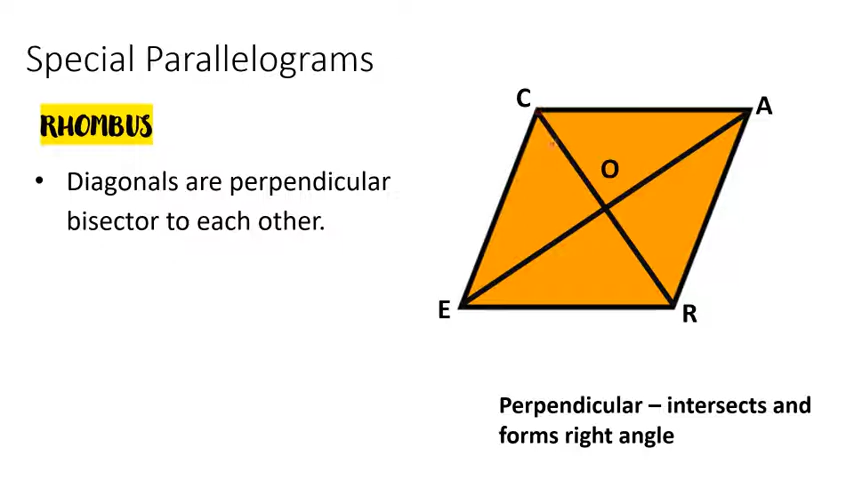 Special Parallelograms
RHOMBUS
• Diagonals are perpendicular
bisector to each other.
C
A
O
E
R
Perpendicular – intersects and
forms right angle